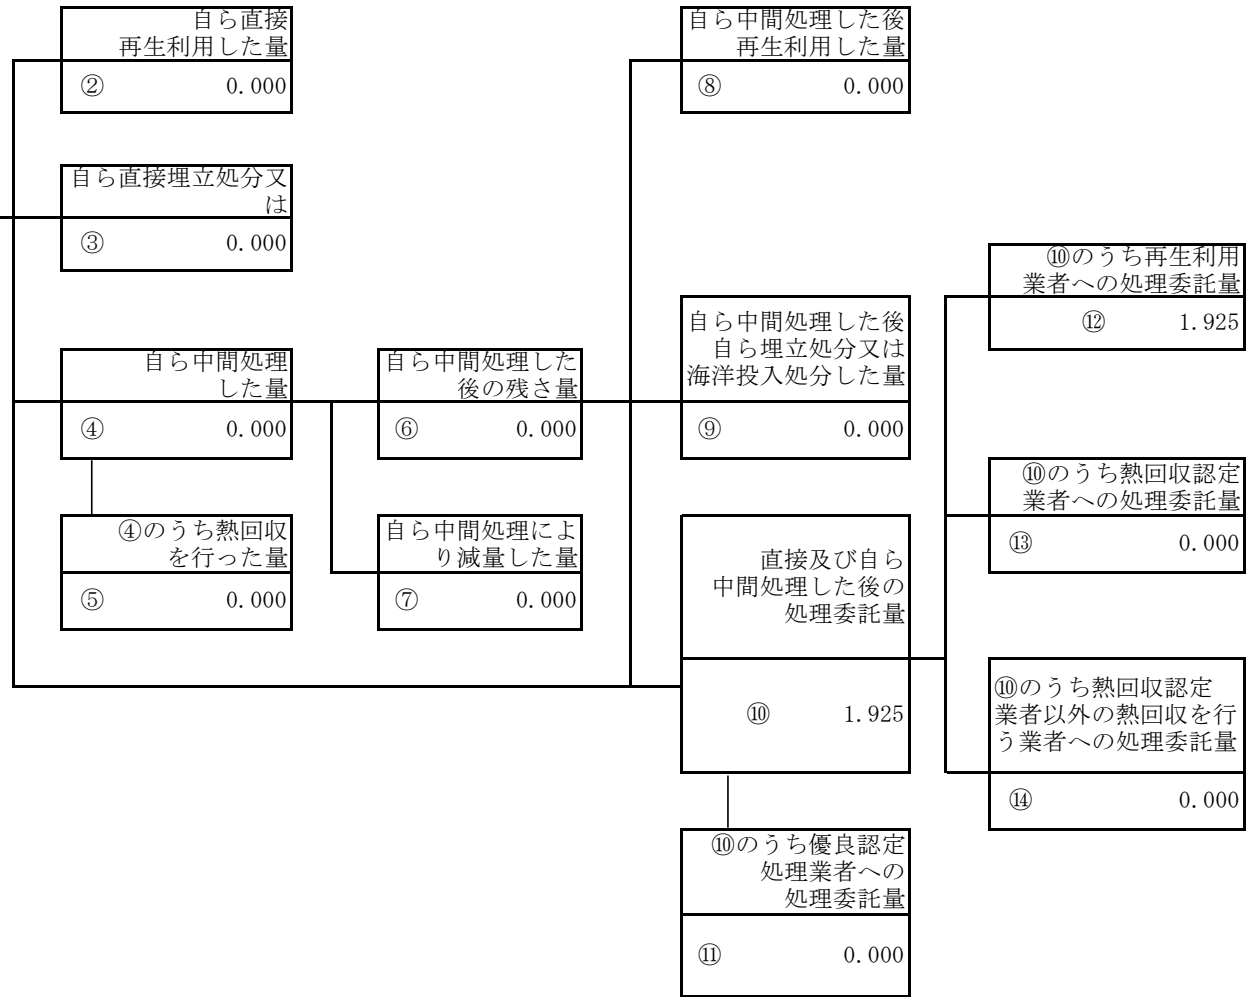 自ら直接
再生利用した量
② 0.000
自ら中間処理した後
再生利用した量
⑧ 0.000
自ら直接埋立処分又
は
③ 0.000
⑩のうち再生利用
業者への処理委託量
⑫ 1.925
自ら中間処理
した量
④ 0.000
自ら中間処理した
後の残さ量
⑥ 0.000
自ら中間処理した後
自ら埋立処分又は
海洋投入処分した量
⑨ 0.000
⑩のうち熱回収認定
業者への処理委託量
⑬ 0.000
④のうち熱回収
を行った量
⑤ 0.000
自ら中間処理によ
り減量した量
⑦ 0.000
直接及び自ら
中間処理した後の
処理委託量
⑩ 1.925
⑩のうち熱回収認定
業者以外の熱回収を行
う業者への処理委託量
⑭ 0.000
⑩のうち優良認定
処理業者への
処理委託量
⑪ 0.000